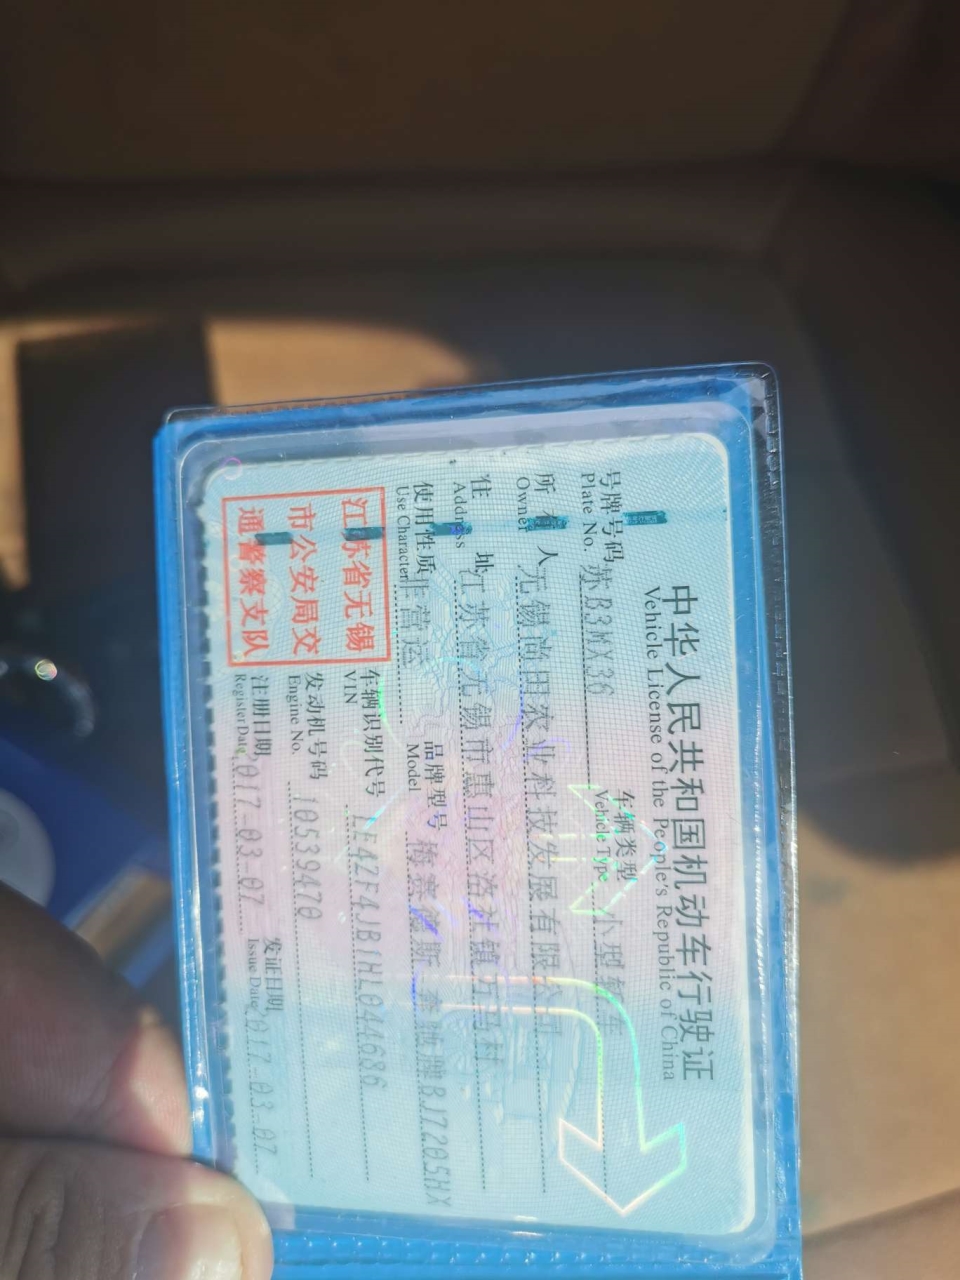 中华人民共和国机动车行驶证
Vehicle License of the People's Republic of China
号牌号码 苏B3MX36 车辆类型 小型轿车
Plate No. Vehicle Type
所有人 无锡尚田农业科技发展有限公司
Owner
住址 江苏省无锡市惠山区洛社镇万马村
Address
使用性质 非营运 品牌型号 梅赛德斯-奔驰牌BJ7205HX
Use Character Model
江苏省无锡
市公安局交
通警察支队
车辆识别代号 LE42F4JB1HL044686
VIN
发动机号码 10539470
Engine No.
注册日期 2017-03-07 发证日期 2017-03-07
Register Date Issue Date